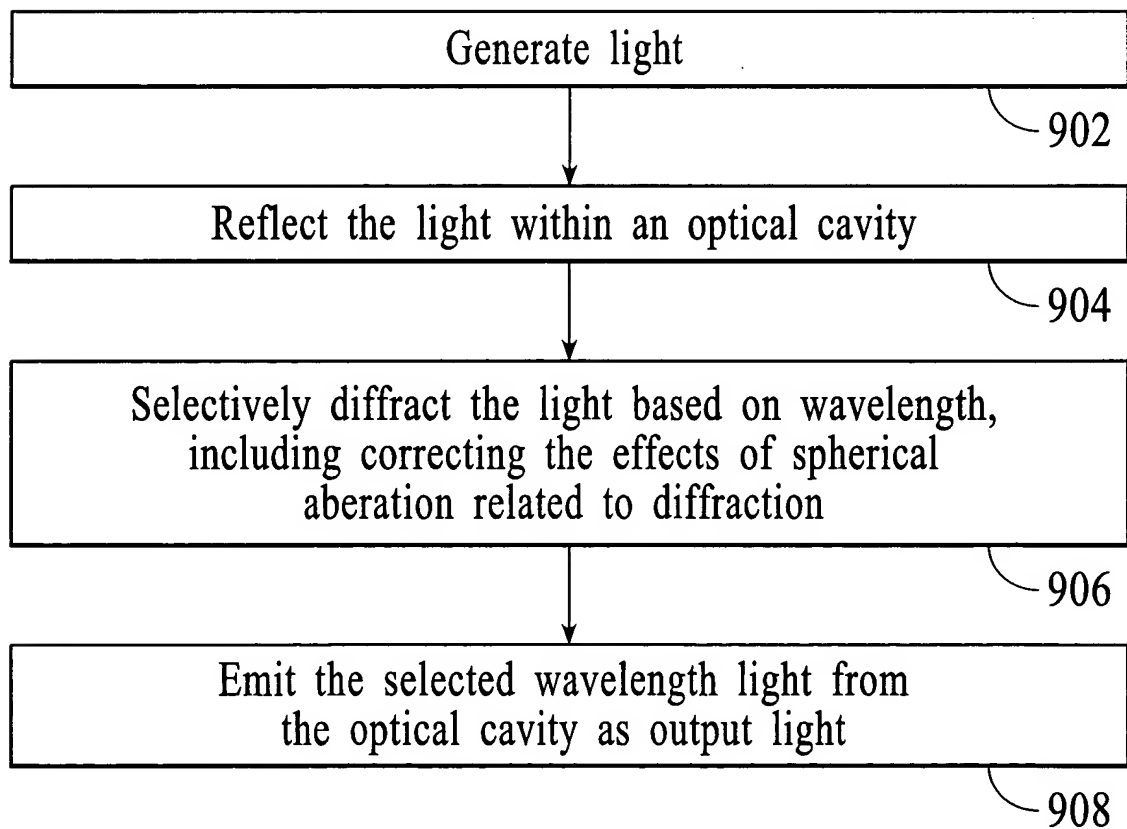 Generate light
902
Reflect the light within an optical cavity
904
Selectively diffract the light based on wavelength,
including correcting the effects of spherical
aberation related to diffraction
906
Emit the selected wavelength light from
the optical cavity as output light
908